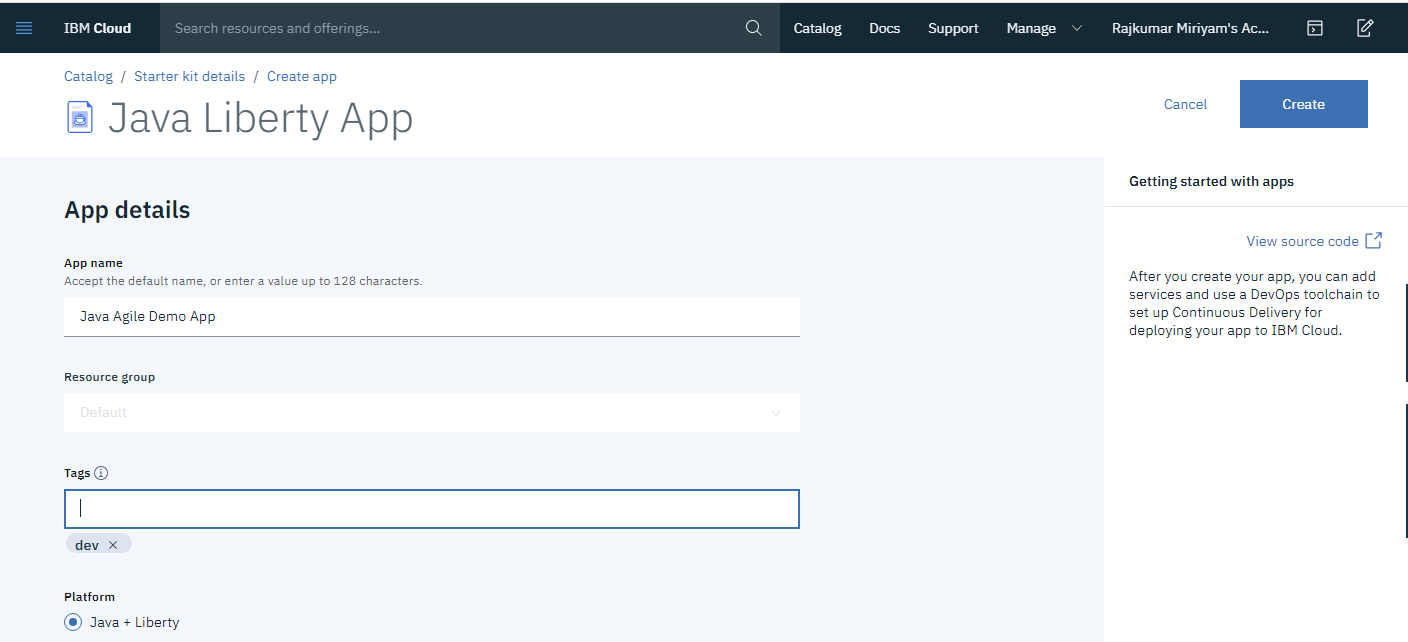 IBM Cloud
Search resources and offerings...
Catalog
Docs
Support
Manage
Rajkumar Miriyam's Ac...
Catalog / Starter kit details / Create app
Java Liberty App
Cancel
Create
App details
App name
Accept the default name, or enter a value up to 128 characters.
Java Agile Demo App
Resource group
Default
Tags
dev
Platform
Java + Liberty
Getting started with apps
View source code
After you create your app, you can add
services and use a DevOps toolchain to
set up Continuous Delivery for
deploying your app to IBM Cloud.